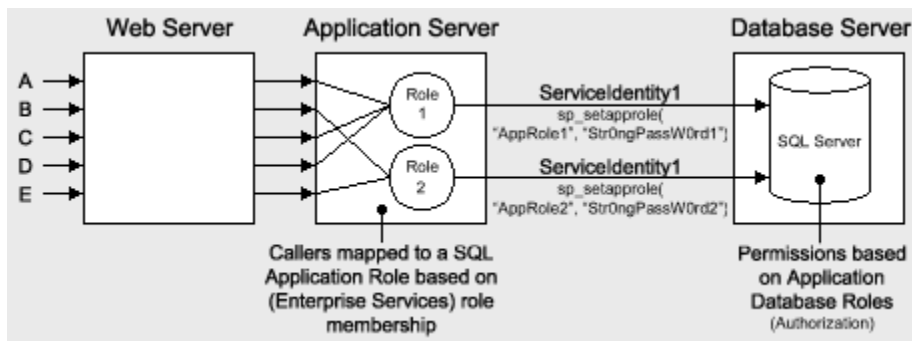 Web Server
Application Server
Database Server
A
B
C
D
E
Role
1
Role
2
ServiceIdentity1
sp_setapprole(
"AppRole1", "Str0ngPassW0rd1")
ServiceIdentity1
sp_setapprole(
"AppRole2", "Str0ngPassW0rd2")
SQL Server
Callers mapped to a SQL
Application Role based on
(Enterprise Services) role
membership
Permissions based
on Application
Database Roles
(Authorization)